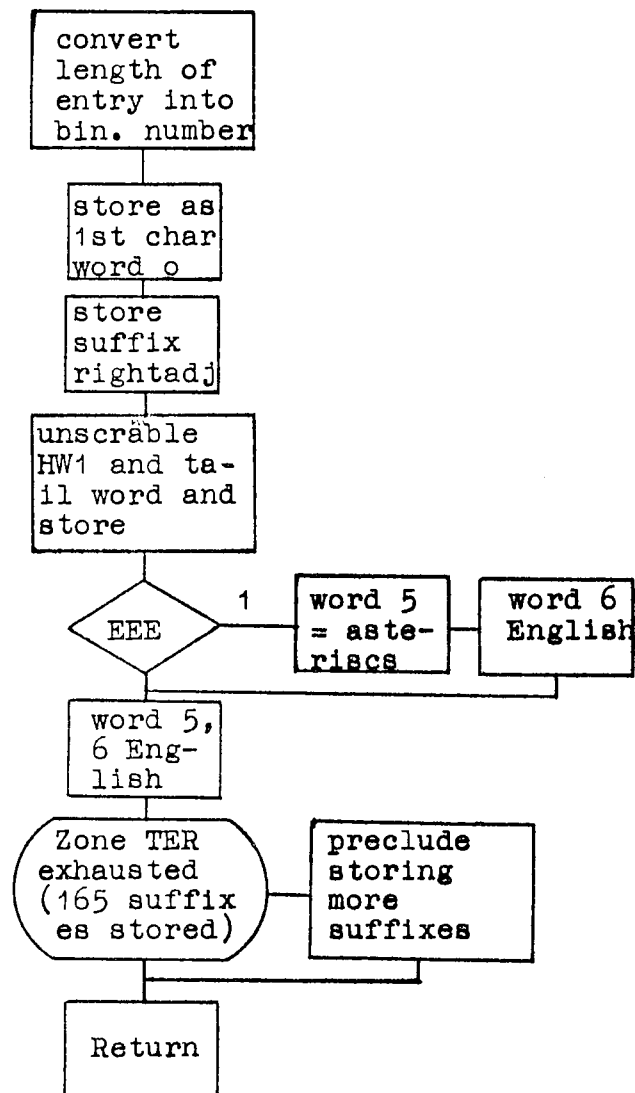 convert
length of
entry into
bin. number
store as
1st char
word o
store
suffix
rightadj
unscrable
HW1 and ta-
il word and
store
EEE
1
word 5
= aste-
riscs
word 6
English
word 5,
6 Eng-
lish
Zone TER
exhausted
(165 suffix
es stored)
preclude
storing
more
suffixes
Return